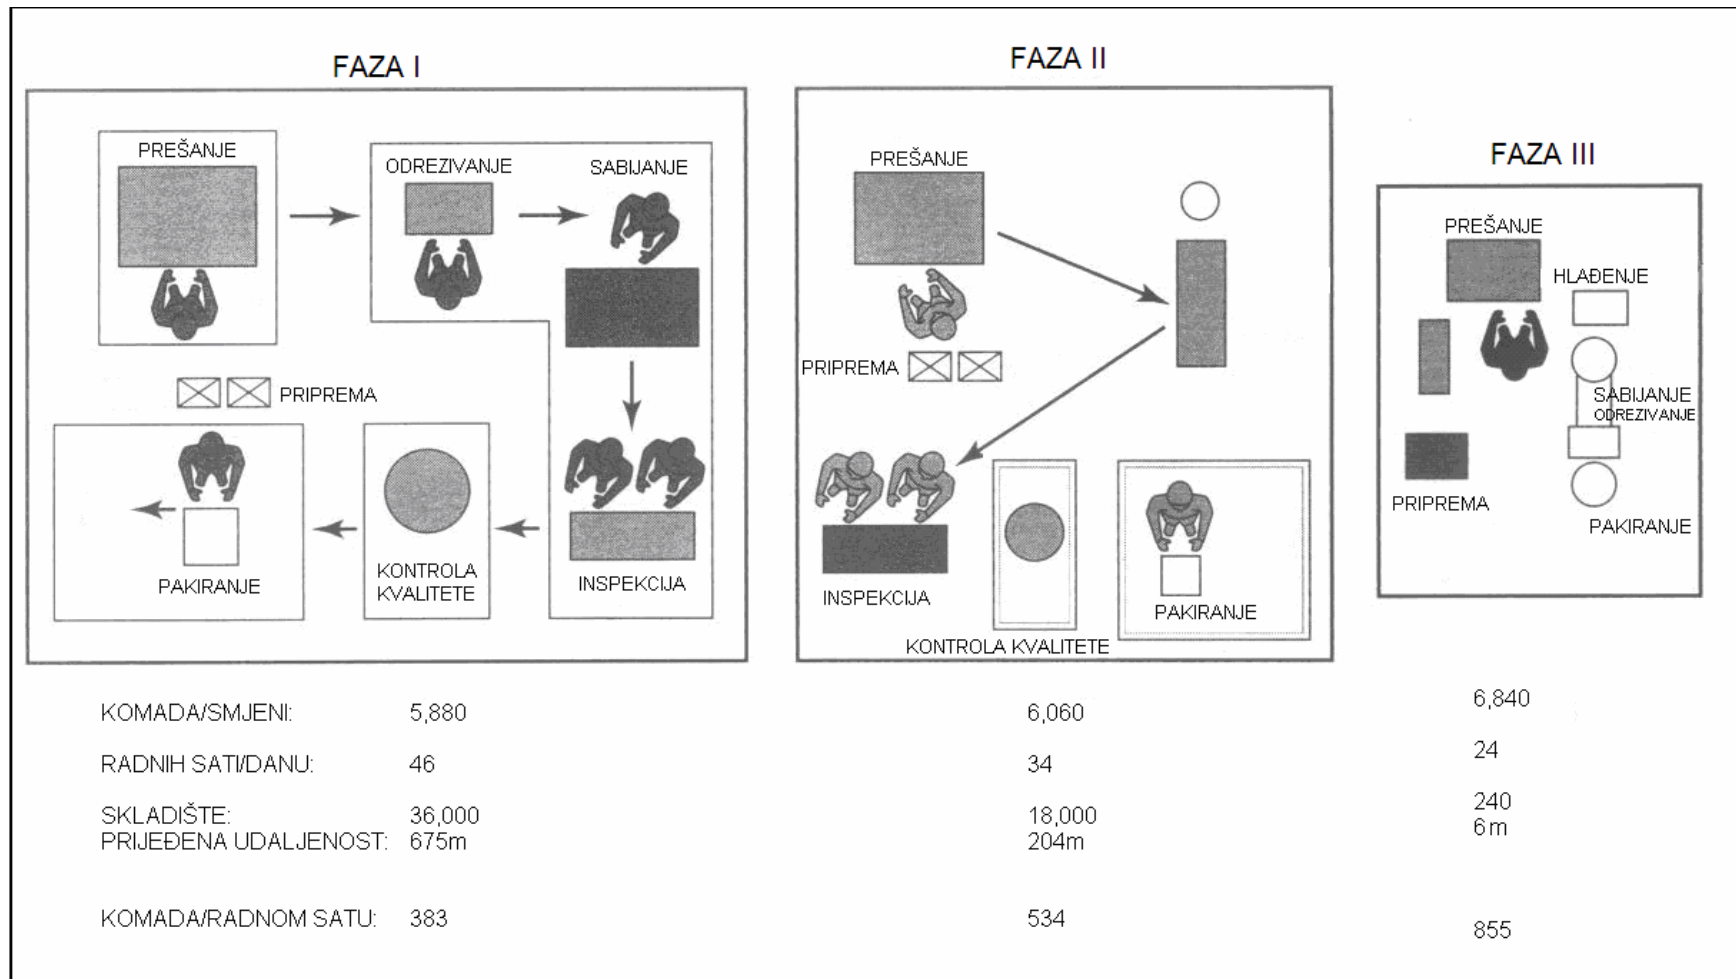 FAZA I
PREŠANJE
ODREZIVANJE
SABIJANJE
PRIPREMA
PAKIRANJE
KONTROLA
KVALITETE
INSPEKCIJA
FAZA II
PREŠANJE
PRIPREMA
INSPEKCIJA
KONTROLA KVALITETE
PAKIRANJE
FAZA III
PREŠANJE
HLAĐENJE
SABIJANJE
ODREZIVANJE
PRIPREMA
PAKIRANJE
KOMADA/SMJENI: 5,880 6,060 6,840
RADNIH SATI/DANU: 46 34 24
SKLADIŠTE: 36,000 18,000 240
PRIJEĐENA UDALJENOST: 675m 204m 6m
KOMADA/RADNOM SATU: 383 534 855